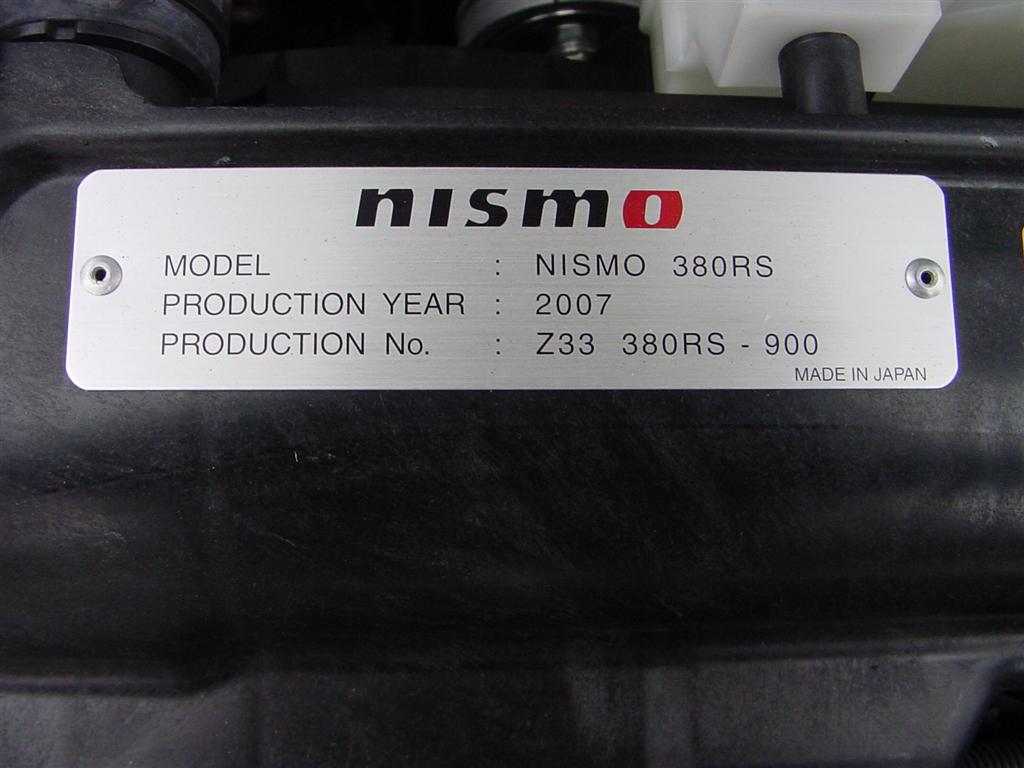 nismo
MODEL : NISMO 380RS
PRODUCTION YEAR : 2007
PRODUCTION No. : Z33 380RS - 900
MADE IN JAPAN